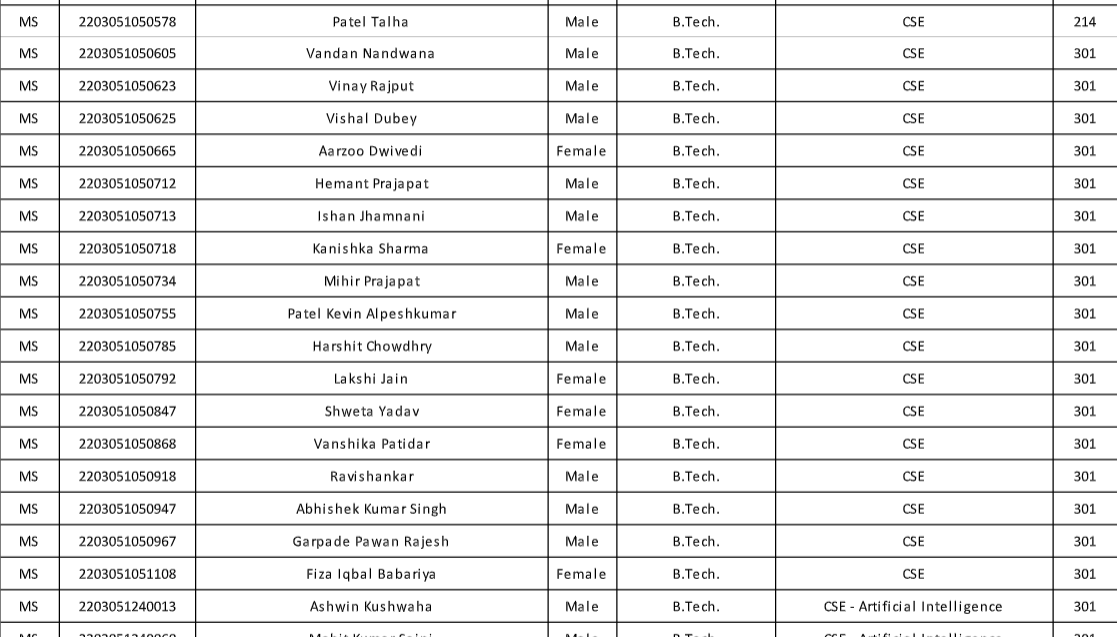 MS 2203051050578 Patel Talha Male B.Tech. CSE 214
MS 2203051050605 Vandan Nandwana Male B.Tech. CSE 301
MS 2203051050623 Vinay Rajput Male B.Tech. CSE 301
MS 2203051050625 Vishal Dubey Male B.Tech. CSE 301
MS 2203051050665 Aarzoo Dwivedi Female B.Tech. CSE 301
MS 2203051050712 Hemant Prajapat Male B.Tech. CSE 301
MS 2203051050713 Ishan Jhamnani Male B.Tech. CSE 301
MS 2203051050718 Kanishka Sharma Female B.Tech. CSE 301
MS 2203051050734 Mihir Prajapat Male B.Tech. CSE 301
MS 2203051050755 Patel Kevin Alpeshkumar Male B.Tech. CSE 301
MS 2203051050785 Harshit Chowdhry Male B.Tech. CSE 301
MS 2203051050792 Lakshi Jain Female B.Tech. CSE 301
MS 2203051050847 Shweta Yadav Female B.Tech. CSE 301
MS 2203051050868 Vanshika Patidar Female B.Tech. CSE 301
MS 2203051050918 Ravishankar Male B.Tech. CSE 301
MS 2203051050947 Abhishek Kumar Singh Male B.Tech. CSE 301
MS 2203051050967 Garpade Pawan Rajesh Male B.Tech. CSE 301
MS 2203051051108 Fiza Iqbal Babariya Female B.Tech. CSE 301
MS 2203051240013 Ashwin Kushwaha Male B.Tech. CSE - Artificial Intelligence 301